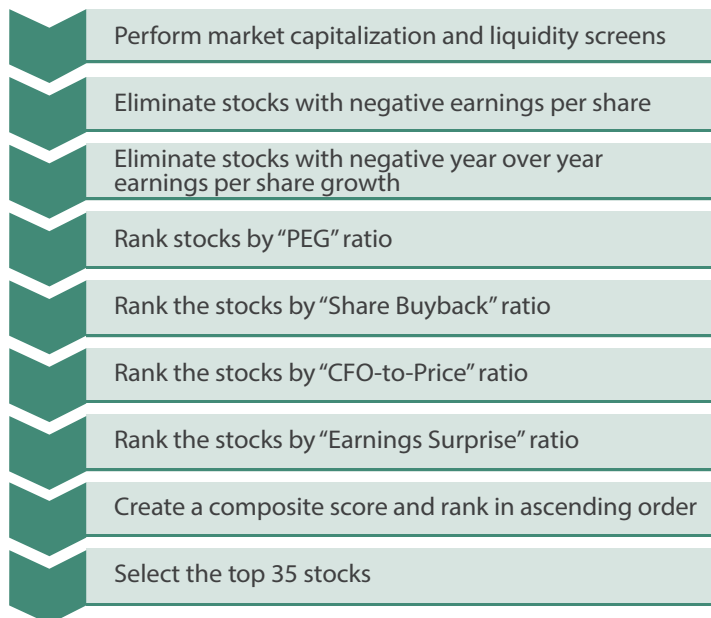 Perform market capitalization and liquidity screens
Eliminate stocks with negative earnings per share
Eliminate stocks with negative year over year
earnings per share growth
Rank stocks by “PEG” ratio
Rank the stocks by “Share Buyback” ratio
Rank the stocks by “CFO-to-Price” ratio
Rank the stocks by “Earnings Surprise” ratio
Create a composite score and rank in ascending order
Select the top 35 stocks